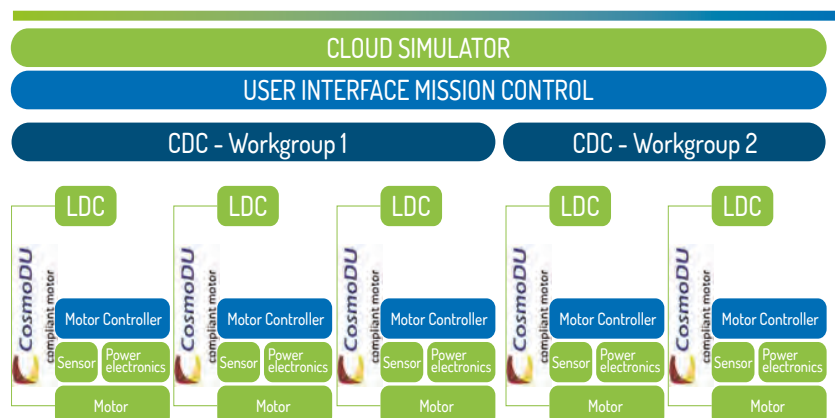 CLOUD SIMULATOR
USER INTERFACE MISSION CONTROL
CDC - Workgroup 1
CDC - Workgroup 2
LDC
LDC
LDC
LDC
LDC
CosmoDU
compliant motor
CosmoDU
compliant motor
CosmoDU
compliant motor
CosmoDU
compliant motor
CosmoDU
compliant motor
Motor Controller
Motor Controller
Motor Controller
Motor Controller
Motor Controller
Sensor
Power
electronics
Sensor
Power
electronics
Sensor
Power
electronics
Sensor
Power
electronics
Sensor
Power
electronics
Motor
Motor
Motor
Motor
Motor